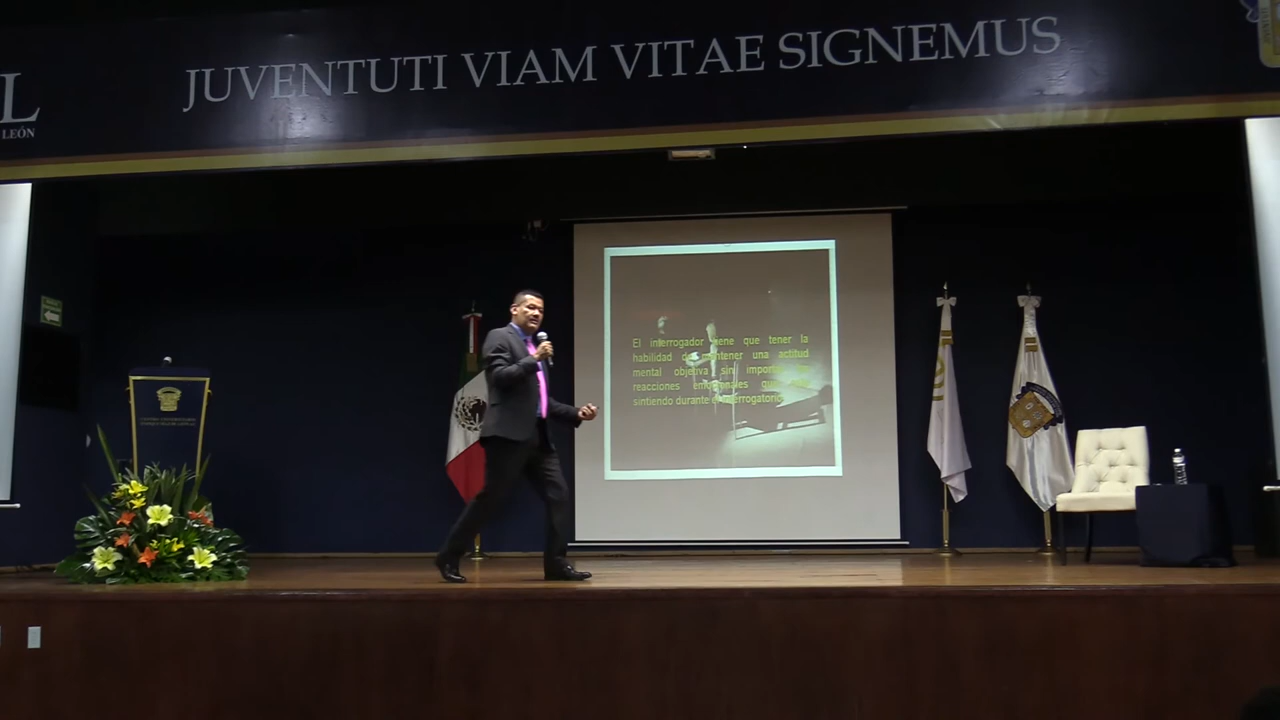 JUVENTUTI VIAM VITAE SIGNEMUS
L
LEÓN
El interrogador tiene que tener la
habilidad de mantener una actitud
mental objetiva sin importar las
reacciones emocionales que esté
sintiendo durante el interrogatorio